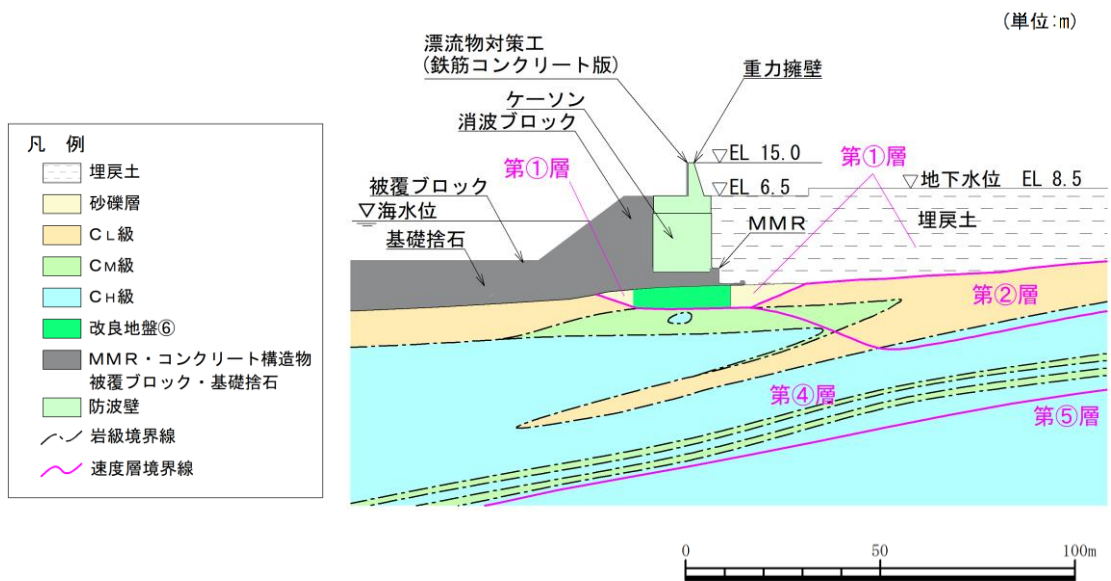 (単位:m)
漂流物対策工
(鉄筋コンクリート版)
重力擁壁
ケーソン
消波ブロック
第①層
▽EL 15.0
第①層
被覆ブロック
▽EL 6.5
▽地下水位 EL 8.5
▽海水位
MMR
埋戻土
基礎捨石
第②層
第④層
第⑤層
凡 例
埋戻土
砂礫層
CL級
CM級
CH級
改良地盤⑥
MMR・コンクリート構造物
被覆ブロック・基礎捨石
防波壁
岩級境界線
速度層境界線
0 50 100m